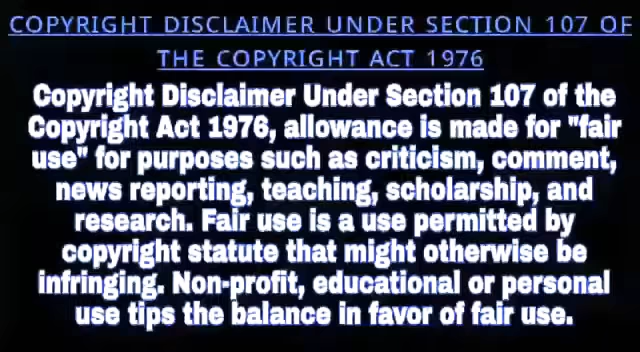 COPYRIGHT DISCLAIMER UNDER SECTION 107 OF
THE COPYRIGHT ACT 1976
Copyright Disclaimer Under Section 107 of the
Copyright Act 1976, allowance is made for "fair
use" for purposes such as criticism, comment,
news reporting, teaching, scholarship, and
research. Fair use is a use permitted by
copyright statute that might otherwise be
infringing. Non-profit, educational or personal
use tips the balance in favor of fair use.